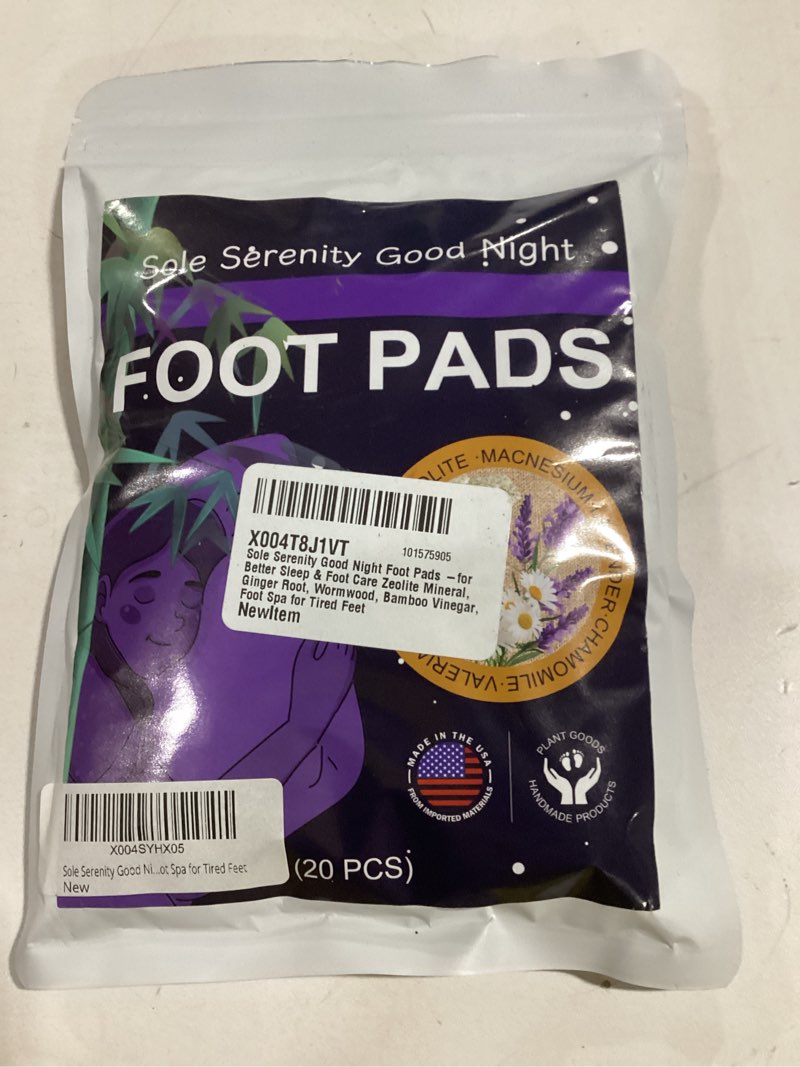 Sole Serenity Good Night
FOOT PADS
MACNESIUM
CHAMOMILE·
X004T8J1VT 101575905
Sole Serenity Good Night Foot Pads – for
Better Sleep & Foot Care Zeolite Mineral,
Ginger Root, Wormwood, Bamboo Vinegar,
Foot Spa for Tired Feet
NewItem
MADE IN THE USA
FROM IMPORTED MATERIALS
PLANT GOODS
HANDMADE PRODUCTS
X004SYHX05
Sole Serenity Good Ni...ot Spa for Tired Feet
New
(20 PCS)